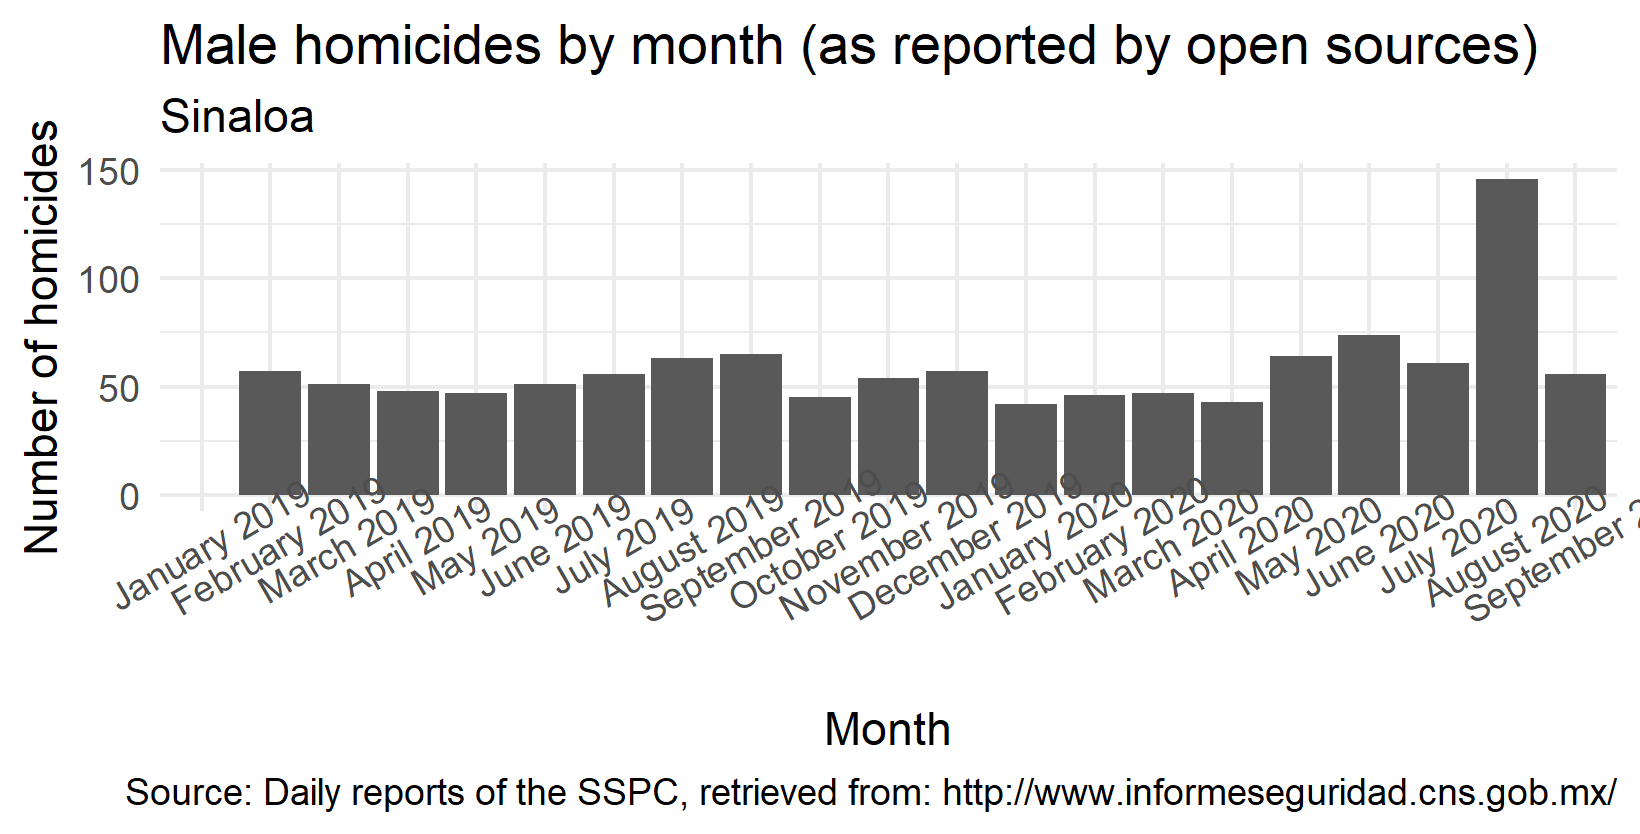 Male homicides by month (as reported by open sources)
Sinaloa
Number of homicides
150
100
50
0
January 2019
February 2019
March 2019
April 2019
May 2019
June 2019
July 2019
August 2019
September 2019
October 2019
November 2019
December 2019
January 2020
February 2020
March 2020
April 2020
May 2020
June 2020
July 2020
August 2020
September 2
Month
Source: Daily reports of the SSPC, retrieved from: http://www.informeseguridad.cns.gob.mx/